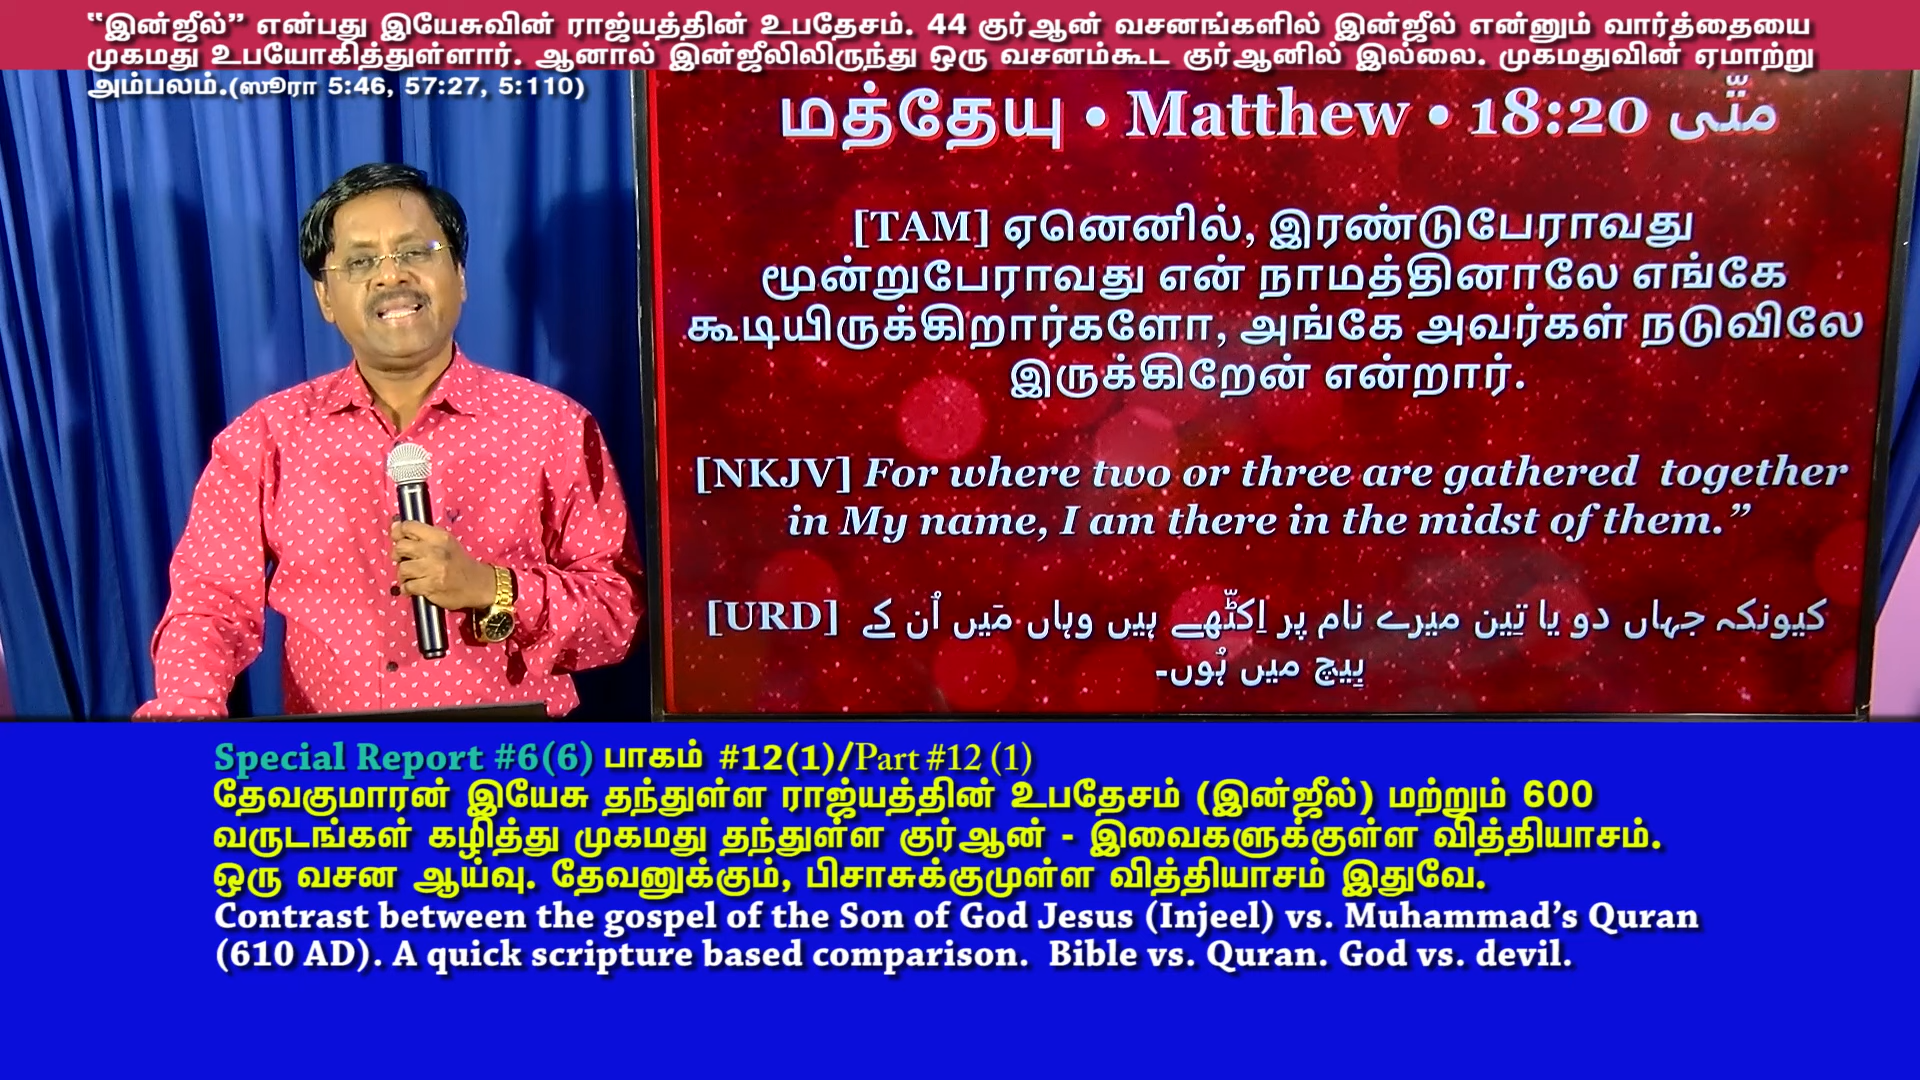 “இன்ஜீல்” என்பது இயேசுவின் ராஜ்யத்தின் உபதேசம். 44 குர்ஆன் வசனங்களில் இன்ஜீல் என்னும் வார்த்தையை
முகமது உபயோகித்துள்ளார். ஆனால் இன்ஜீலிலிருந்து ஒரு வசனம்கூட குர்ஆனில் இல்லை. முகமதுவின் ஏமாற்று
அம்பலம்.(ஸூரா 5:46, 57:27, 5:110)
மத்தேயு • Matthew • 18:20 متّی
[TAM] ஏனெனில், இரண்டுபேராவது
மூன்றுபேராவது என் நாமத்தினாலே எங்கே
கூடியிருக்கிறார்களோ, அங்கே அவர்கள் நடுவிலே
இருக்கிறேன் என்றார்.
[NKJV] For where two or three are gathered together
in My name, I am there in the midst of them.”
[URD] کیونکہ جہاں دو یا تِین میرے نام پر اِکٹّھے ہیں وہاں مَیں اُن کے
بِیچ میں ہُوں۔
Special Report #6(6) பாகம் #12(1)/Part #12 (1)
தேவகுமாரன் இயேசு தந்துள்ள ராஜ்யத்தின் உபதேசம் (இன்ஜீல்) மற்றும் 600
வருடங்கள் கழித்து முகமது தந்துள்ள குர்ஆன் - இவைகளுக்குள்ள வித்தியாசம்.
ஒரு வசன ஆய்வு. தேவனுக்கும், பிசாசுக்குமுள்ள வித்தியாசம் இதுவே.
Contrast between the gospel of the Son of God Jesus (Injeel) vs. Muhammad’s Quran
(610 AD). A quick scripture based comparison. Bible vs. Quran. God vs. devil.